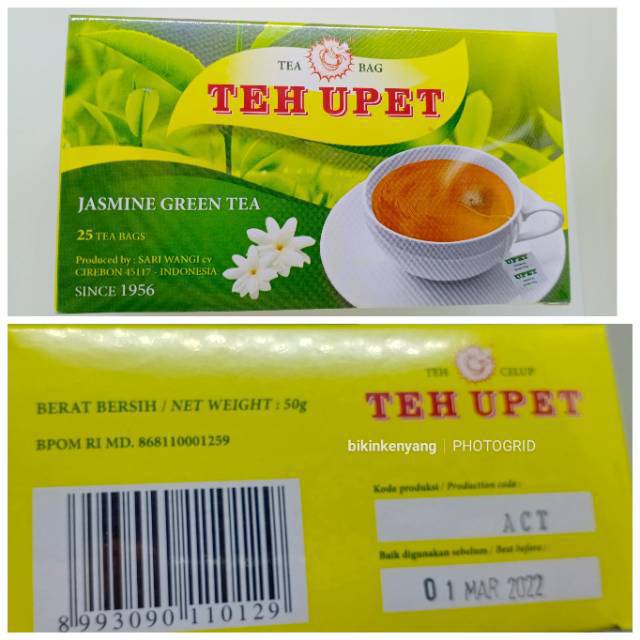 TEA BAG
TEH UPET
JASMINE GREEN TEA
25 TEA BAGS
Produced by : SARI WANGI cv
CIREBON 45117 - INDONESIA
SINCE 1956
UPET
UPET
TEH CELUP
TEH UPET
BERAT BERSIH / NET WEIGHT : 50g
BPOM RI MD. 868110001259
bikinkenyang | PHOTOGRID
Kode produksi / Production code :
ACT
Baik digunakan sebelum / Best before :
01 MAR 2022
8 993090 110129